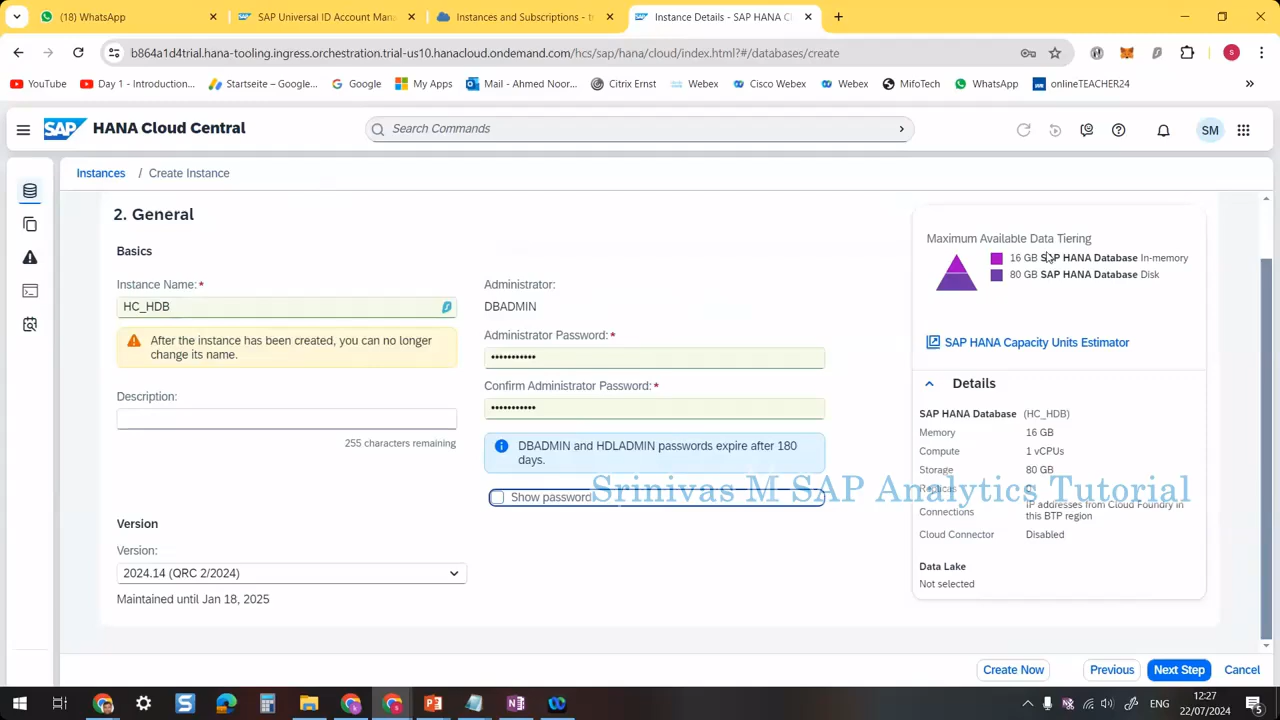 (18) WhatsApp
SAP Universal ID Account Mana
Instances and Subscriptions - t
Instance Details - SAP HANA C
b864a1d4trial.hana-tooling.ingress.orchestration.trial-us10.hanacloud.ondemand.com/hcs/sap/hana/cloud/index.html?#/databases/create
YouTube
Day 1 - Introduction...
Startseite – Google...
Google
My Apps
Mail - Ahmed Noor...
Citrix Ernst
Webex
Cisco Webex
Webex
MifoTech
WhatsApp
onlineTEACHER24
SAP HANA Cloud Central
Search Commands
SM
Instances / Create Instance
2. General
Basics
Instance Name:*
HC_HDB
After the instance has been created, you can no longer
change its name.
Description:
255 characters remaining
Version
Version:
2024.14 (QRC 2/2024)
Maintained until Jan 18, 2025
Administrator:
DBADMIN
Administrator Password:*
•••••••••••
Confirm Administrator Password:*
•••••••••••
DBADMIN and HDLADMIN passwords expire after 180
days.
Show password
Maximum Available Data Tiering
16 GB SAP HANA Database In-memory
80 GB SAP HANA Database Disk
SAP HANA Capacity Units Estimator
Details
SAP HANA Database (HC_HDB)
Memory 16 GB
Compute 1 vCPUs
Storage 80 GB
Replicas
Connections IP addresses from Cloud Foundry in
this BTP region
Cloud Connector Disabled
Data Lake
Not selected
Srinivas M SAP Analytics Tutorial
Create Now
Previous
Next Step
Cancel
ENG
12:27
22/07/2024
5